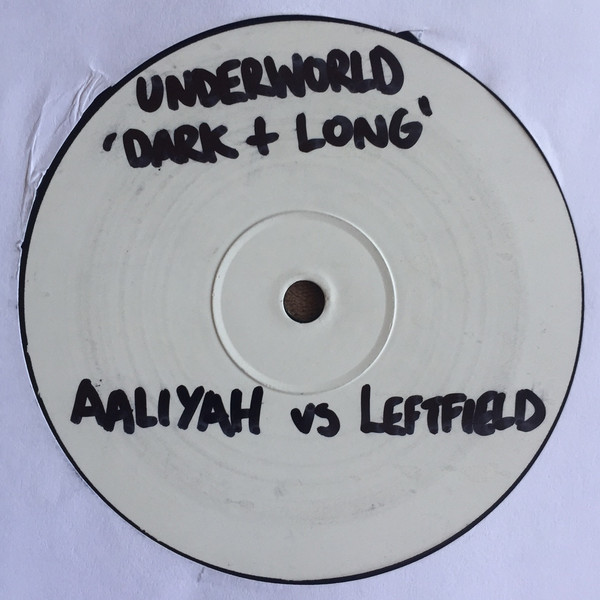 UNDERWORLD
'DARK + LONG'
AALIYAH VS LEFTFIELD